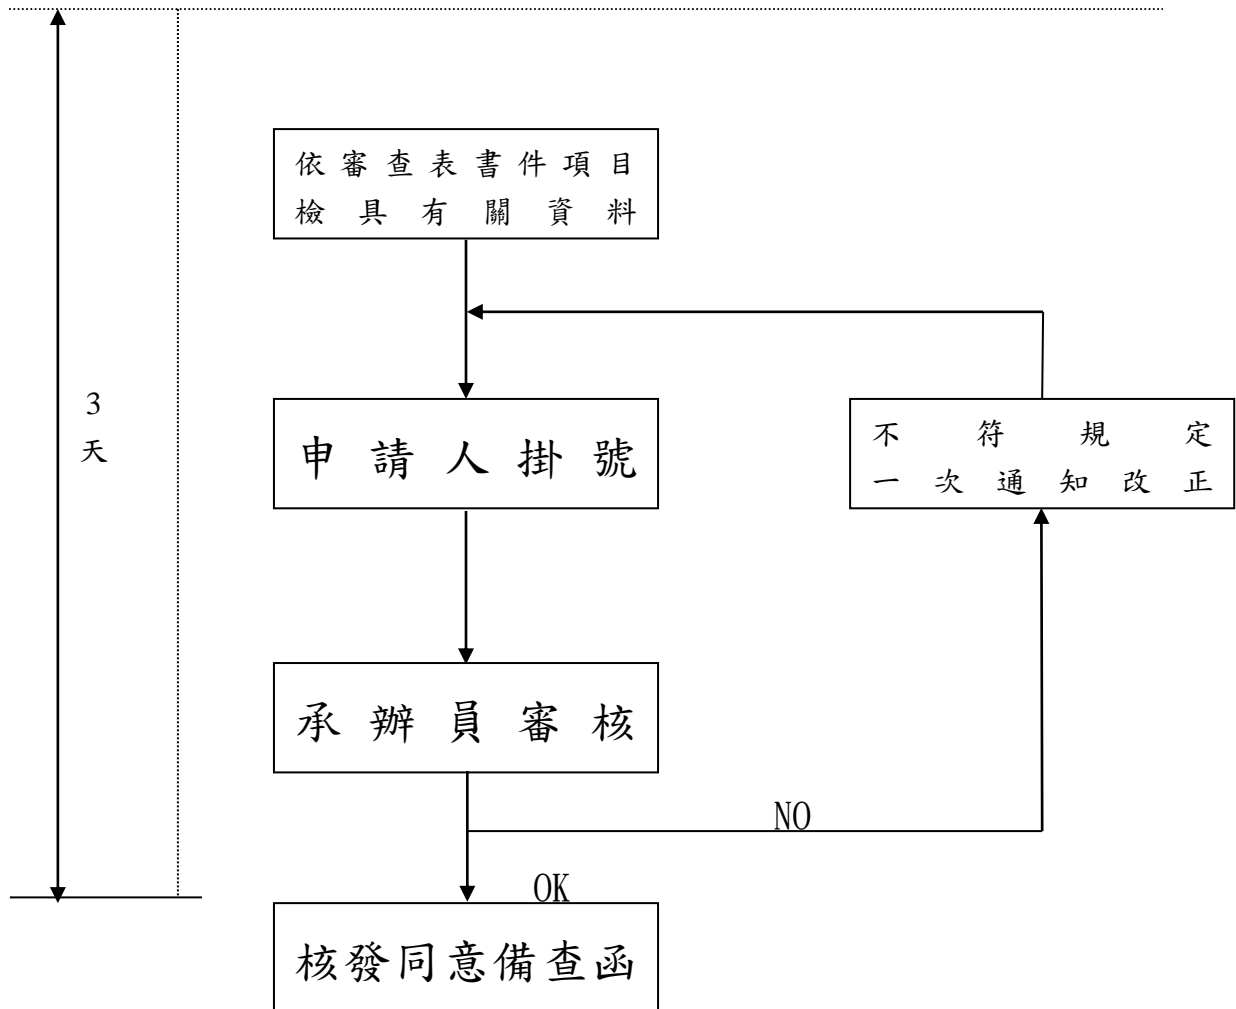 依審查表書件項目
檢具有關資料
3
天
申請人掛號
不符規定
一次通知改正
承辦員審核
NO
OK
核發同意備查函